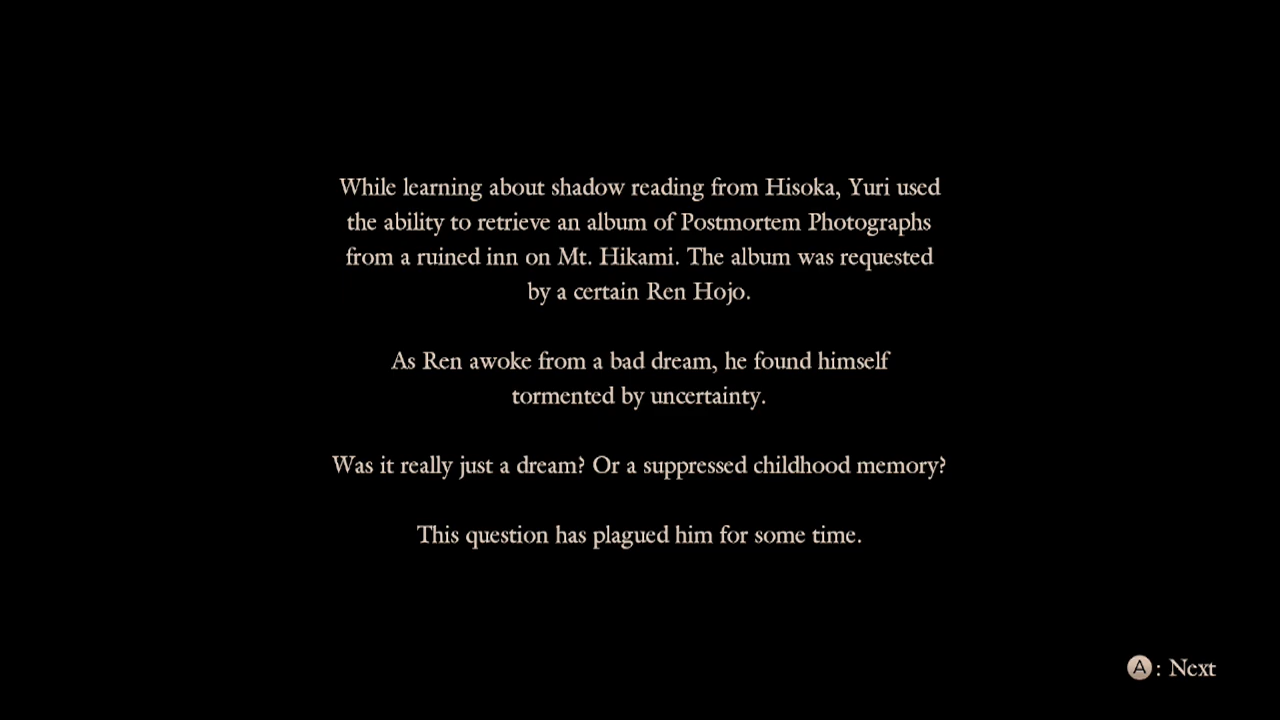 While learning about shadow reading from Hisoka, Yuri used
the ability to retrieve an album of Postmortem Photographs
from a ruined inn on Mt. Hikami. The album was requested
by a certain Ren Hojo.
As Ren awoke from a bad dream, he found himself
tormented by uncertainty.
Was it really just a dream? Or a suppressed childhood memory?
This question has plagued him for some time.
A : Next